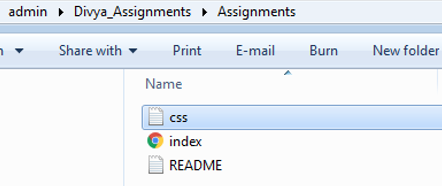 admin Divya_Assignments Assignments
Share with Print E-mail Burn New folder
Name
css
index
README